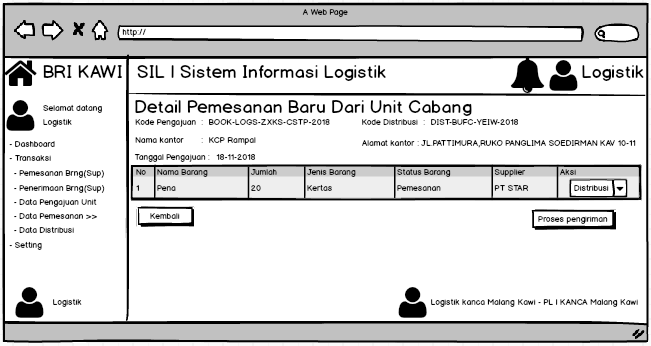 A Web Page
http://
BRI KAWI
SIL | Sistem Informasi Logistik
Logistik
Selamat datang
Logistik
- Dashboard
- Transaksi
- Pemesanan Brng(Sup)
- Penerimaan Brng(Sup)
- Data Pengajuan Unit
- Data Pemesanan >>
- Data Distribusi
- Setting
Logistik
Detail Pemesanan Baru Dari Unit Cabang
Kode Pengajuan : BOOK-LOGS-ZXKS-CSTP-2018 Kode Distribusi : DIST-BUFC-YEIW-2018
Nama kantor : KCP Rampal Alamat kantor : JL.PATTIMURA,RUKO PANGLIMA SOEDIRMAN KAV 10-11
Tanggal Pengajuan : 18-11-2018
No Nama Barang Jumlah Jenis Barang Status Barang Supplier Aksi
1 Pena 20 Kertas Pemesanan PT STAR Distribusi
Kembali Proses pengiriman
Logistik kanca Malang Kawi - PL | KANCA Malang Kawi